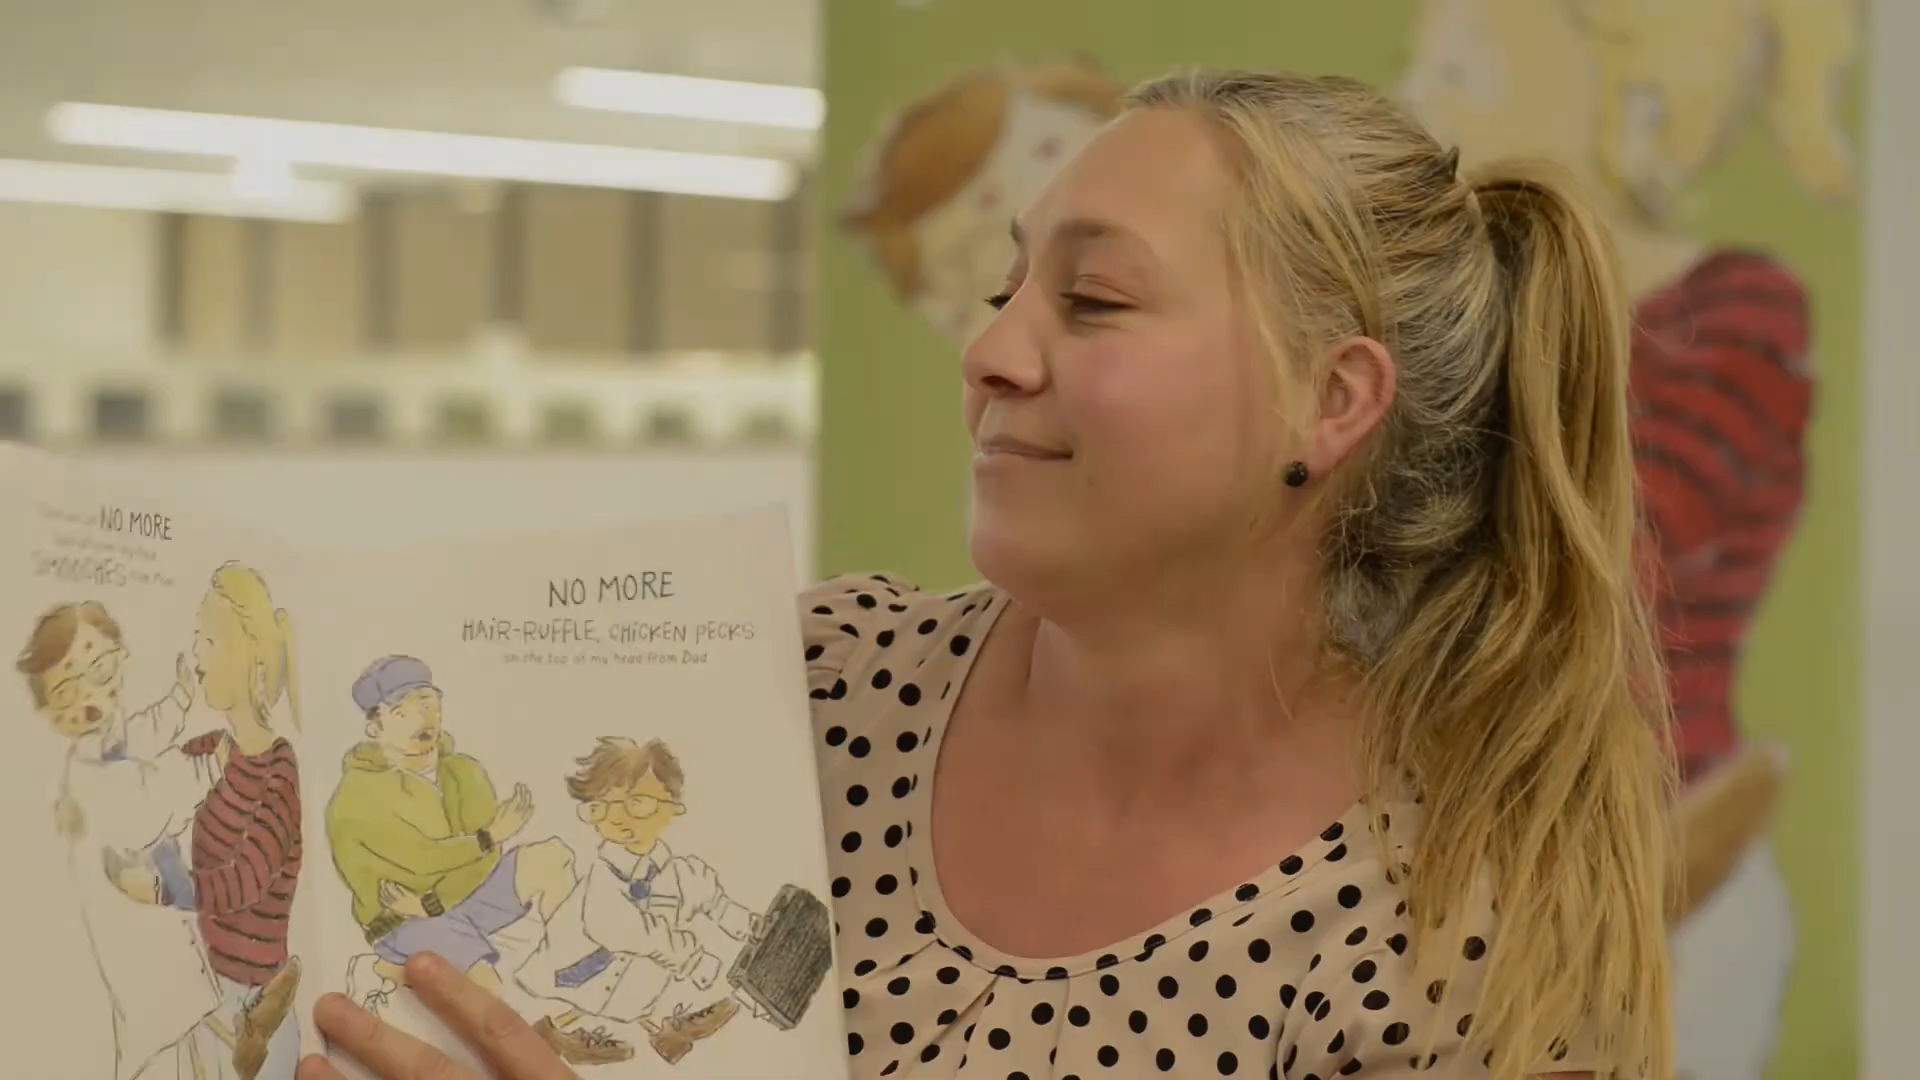 NO MORE
SMOOCHES
NO MORE
HAIR-RUFFLE, CHICKEN PECKS
on the top of my head from Dad